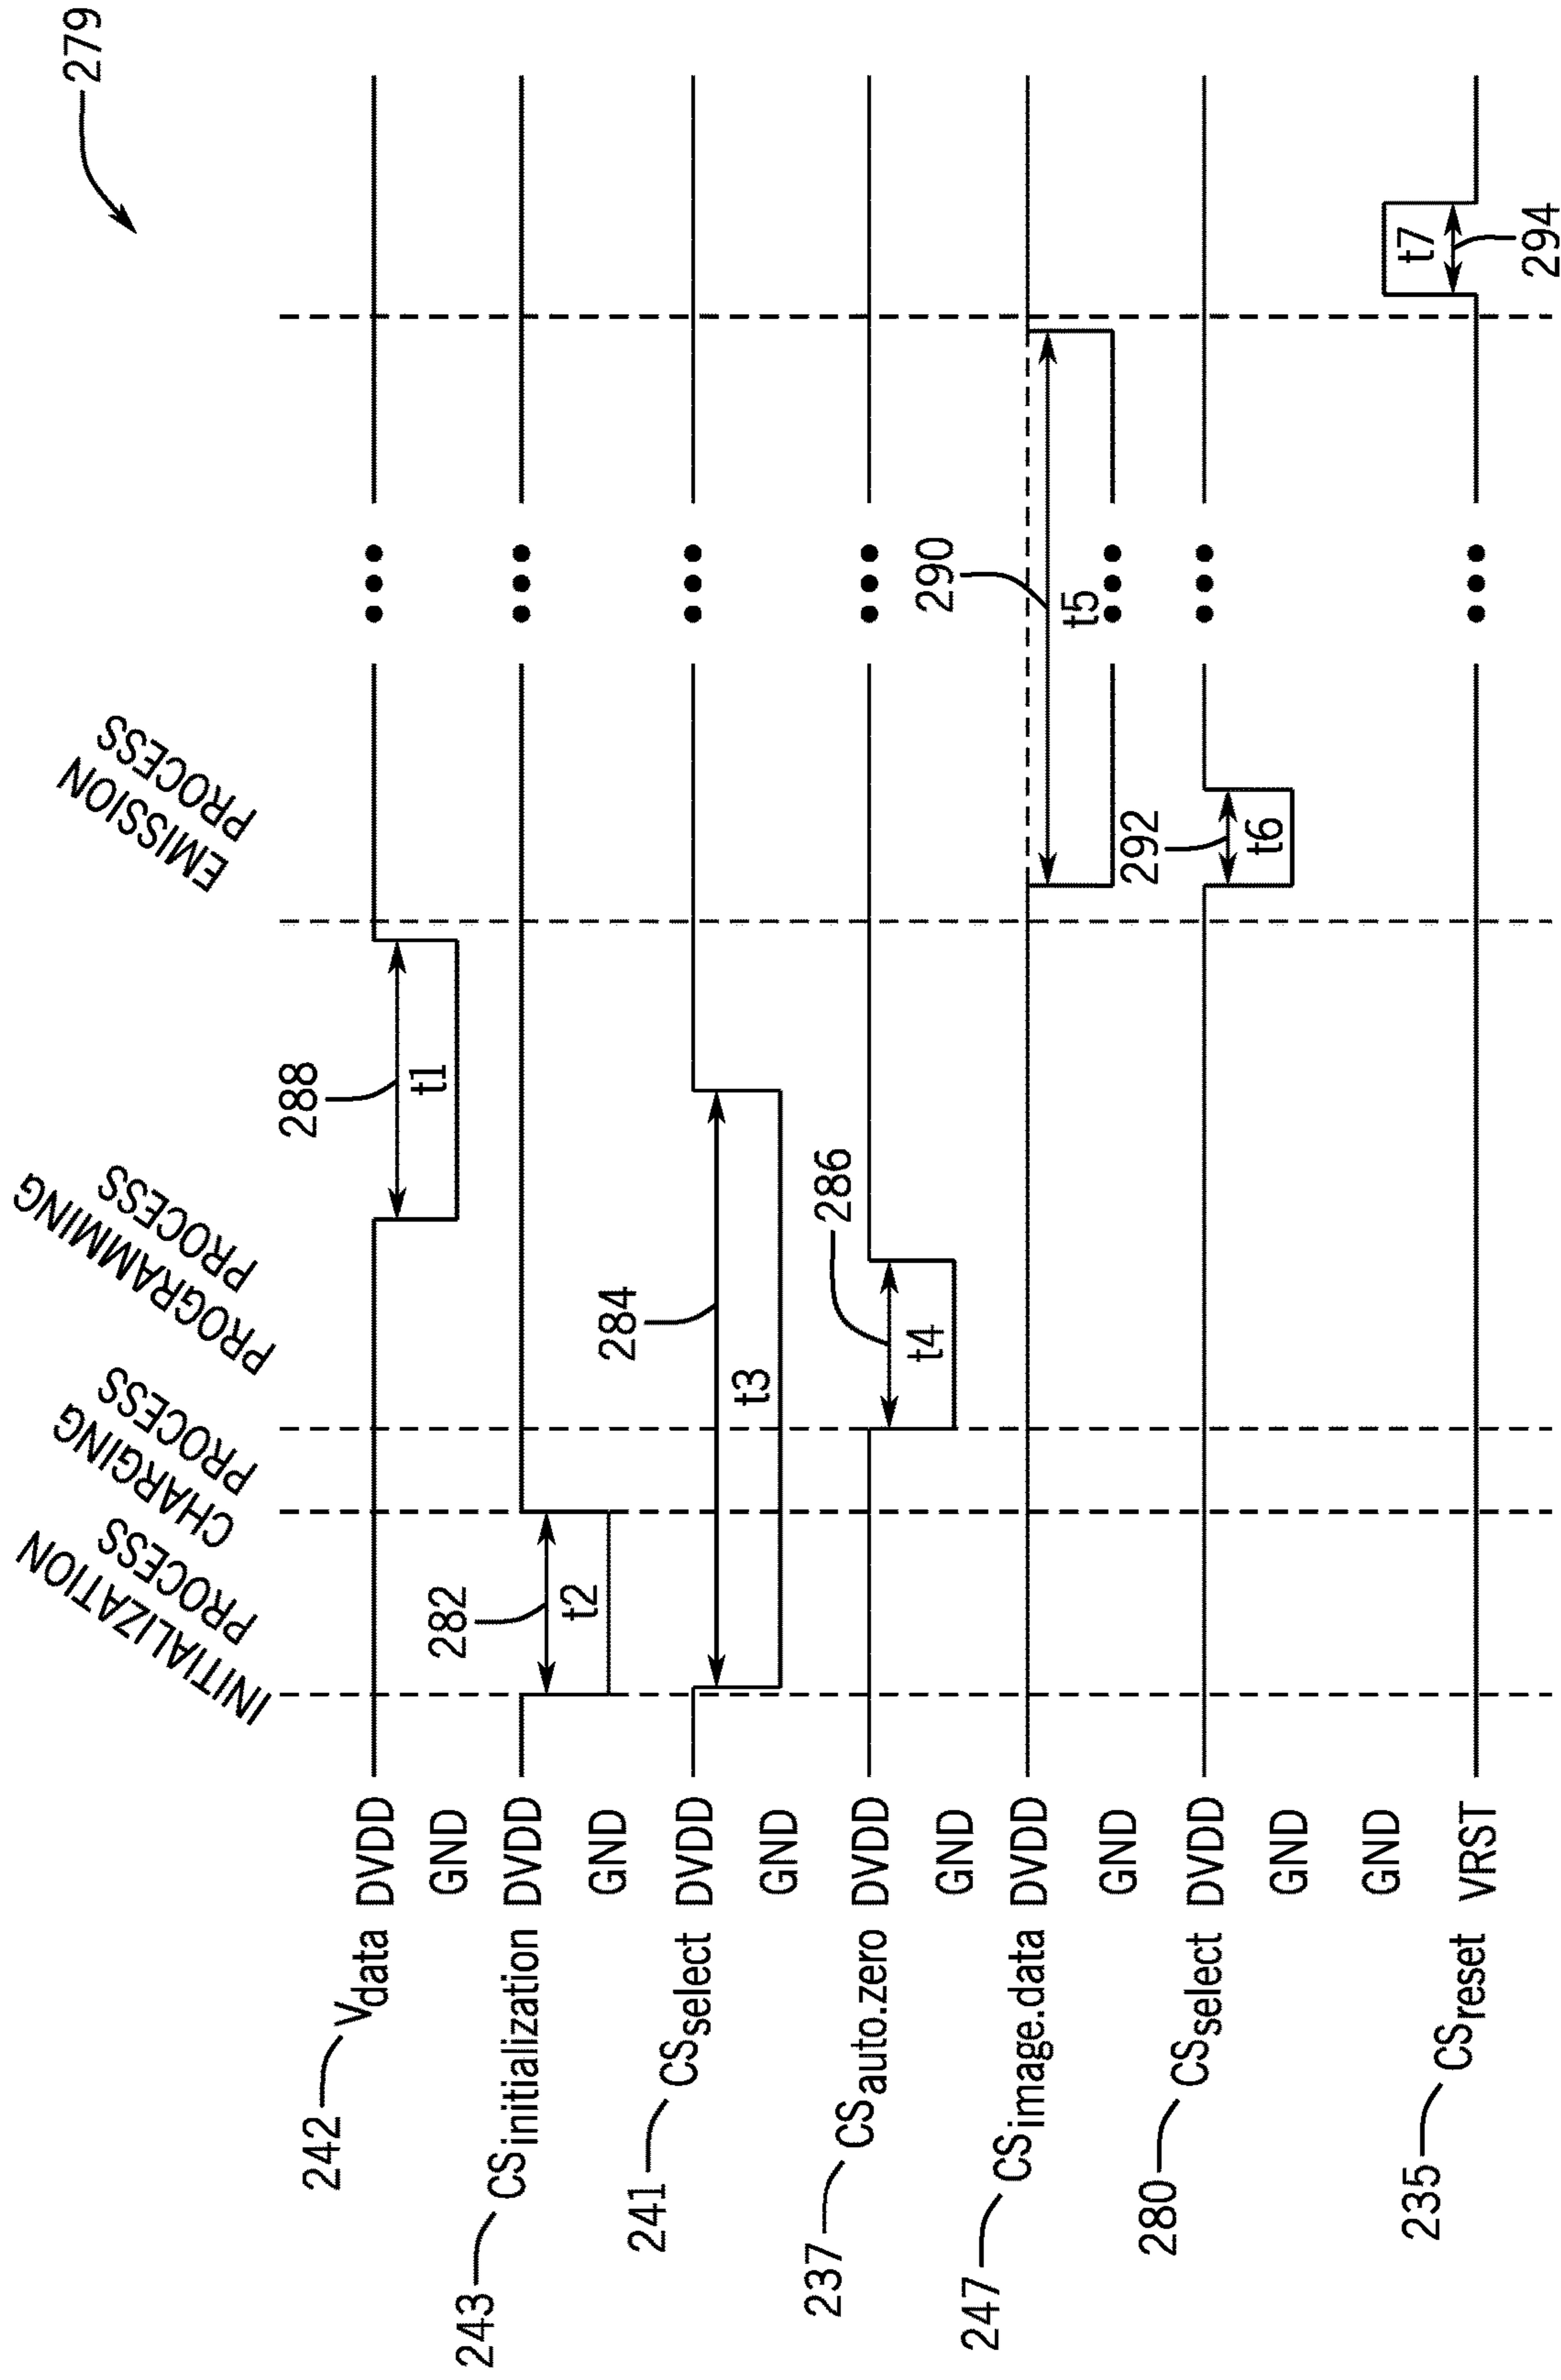 279
INITIALIZATION
PROCESS
CHARGING
PROCESS
PROGRAMMING
PROCESS
EMISSION
PROCESS
242 Vdata DVDD
GND
288
t1
243 CSinitialization DVDD
GND
282
t2
241 CSselect DVDD
GND
284
t3
237 CSauto.zero DVDD
GND
286
t4
247 CSimage.data DVDD
GND
290
t5
280 CSselect DVDD
GND
292
t6
GND
235 CSreset VRST
t7
294